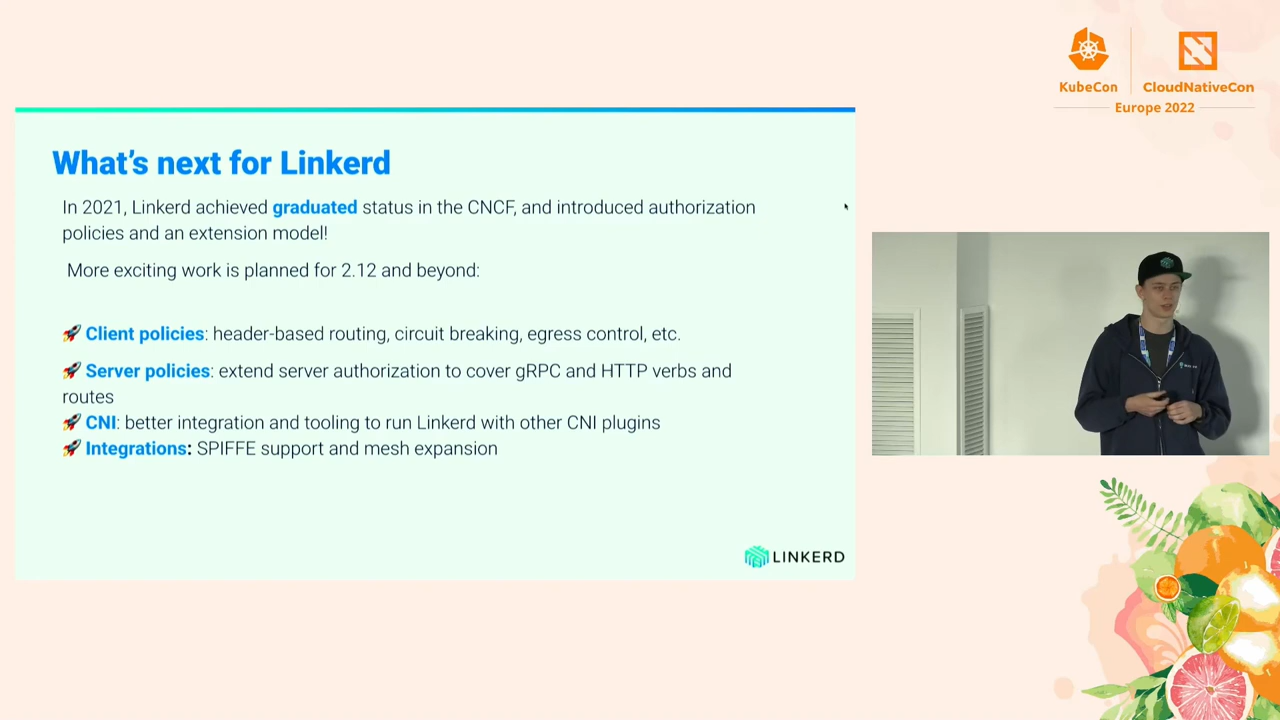 KubeCon
CloudNativeCon
Europe 2022
What's next for Linkerd
In 2021, Linkerd achieved graduated status in the CNCF, and introduced authorization
policies and an extension model!
More exciting work is planned for 2.12 and beyond:
🚀 Client policies: header-based routing, circuit breaking, egress control, etc.
🚀 Server policies: extend server authorization to cover gRPC and HTTP verbs and
routes
🚀 CNI: better integration and tooling to run Linkerd with other CNI plugins
🚀 Integrations: SPIFFE support and mesh expansion
LINKERD